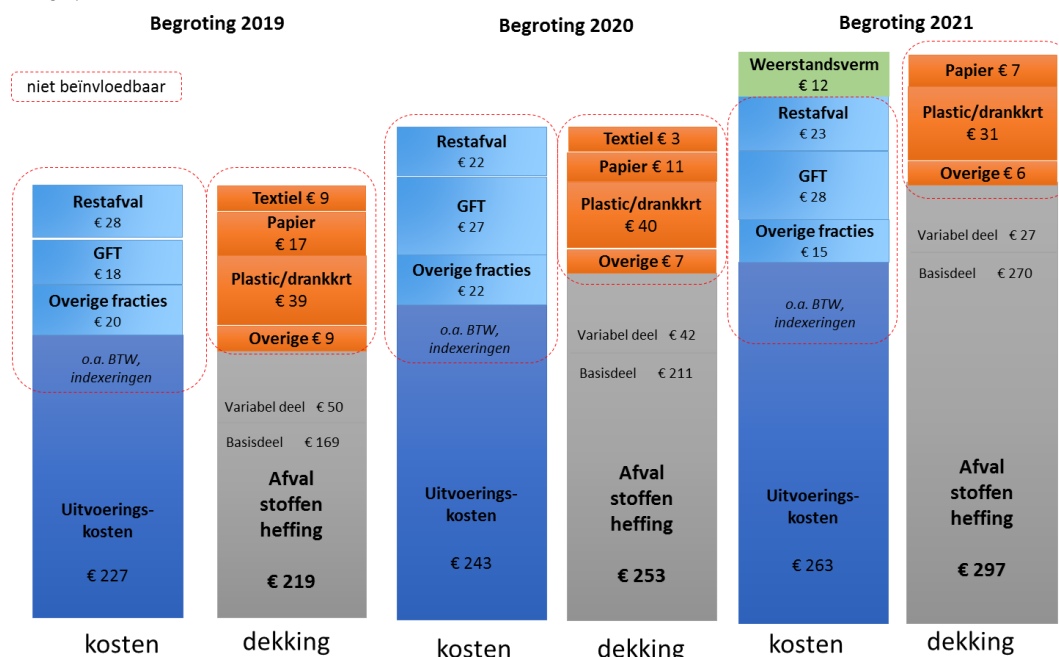 Begroting 2019
niet beïnvloedbaar
Restafval
€ 28
GFT
€ 18
Overige fracties
€ 20
o.a. BTW,
indexeringen
Uitvoerings-
kosten
€ 227
kosten
Textiel € 9
Papier
€ 17
Plastic/drankkrt
€ 39
Overige € 9
Variabel deel € 50
Basisdeel € 169
Afval
stoffen
heffing
€ 219
dekking
Begroting 2020
Restafval
€ 22
GFT
€ 27
Overige fracties
€ 22
o.a. BTW,
indexeringen
Uitvoerings-
kosten
€ 243
kosten
Textiel € 3
Papier € 11
Plastic/drankkrt
€ 40
Overige € 7
Variabel deel € 42
Basisdeel € 211
Afval
stoffen
heffing
€ 253
dekking
Begroting 2021
Weerstandsverm
€ 12
Restafval
€ 23
GFT
€ 28
Overige fracties
€ 15
o.a. BTW,
indexeringen
Uitvoerings-
kosten
€ 263
kosten
Papier € 7
Plastic/drankkrt
€ 31
Overige € 6
Variabel deel € 27
Basisdeel € 270
Afval
stoffen
heffing
€ 297
dekking